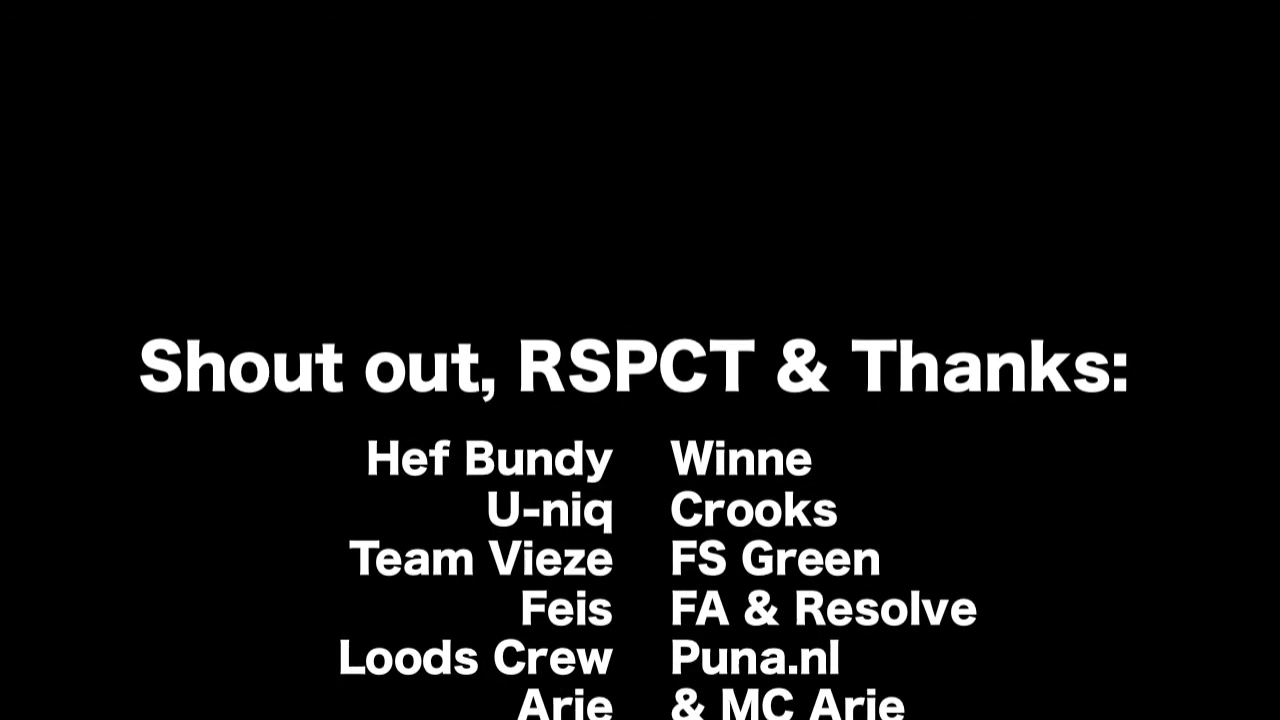 Shout out, RSPCT & Thanks:
Hef Bundy Winne
U-niq Crooks
Team Vieze FS Green
Feis FA & Resolve
Loods Crew Puna.nl
Arie & MC Arie